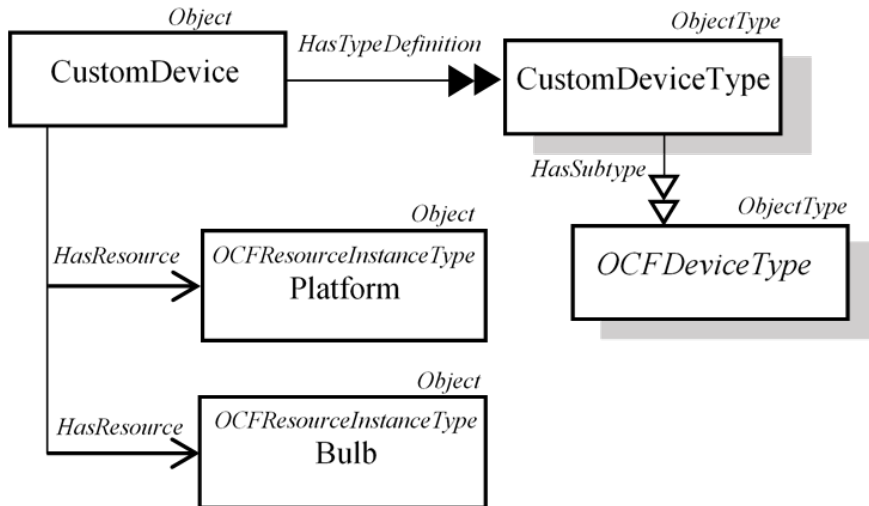 Object
CustomDevice
HasTypeDefinition
ObjectType
CustomDeviceType
HasSubtype
ObjectType
OCFDeviceType
HasResource
Object
OCFResourceInstanceType
Platform
HasResource
Object
OCFResourceInstanceType
Bulb